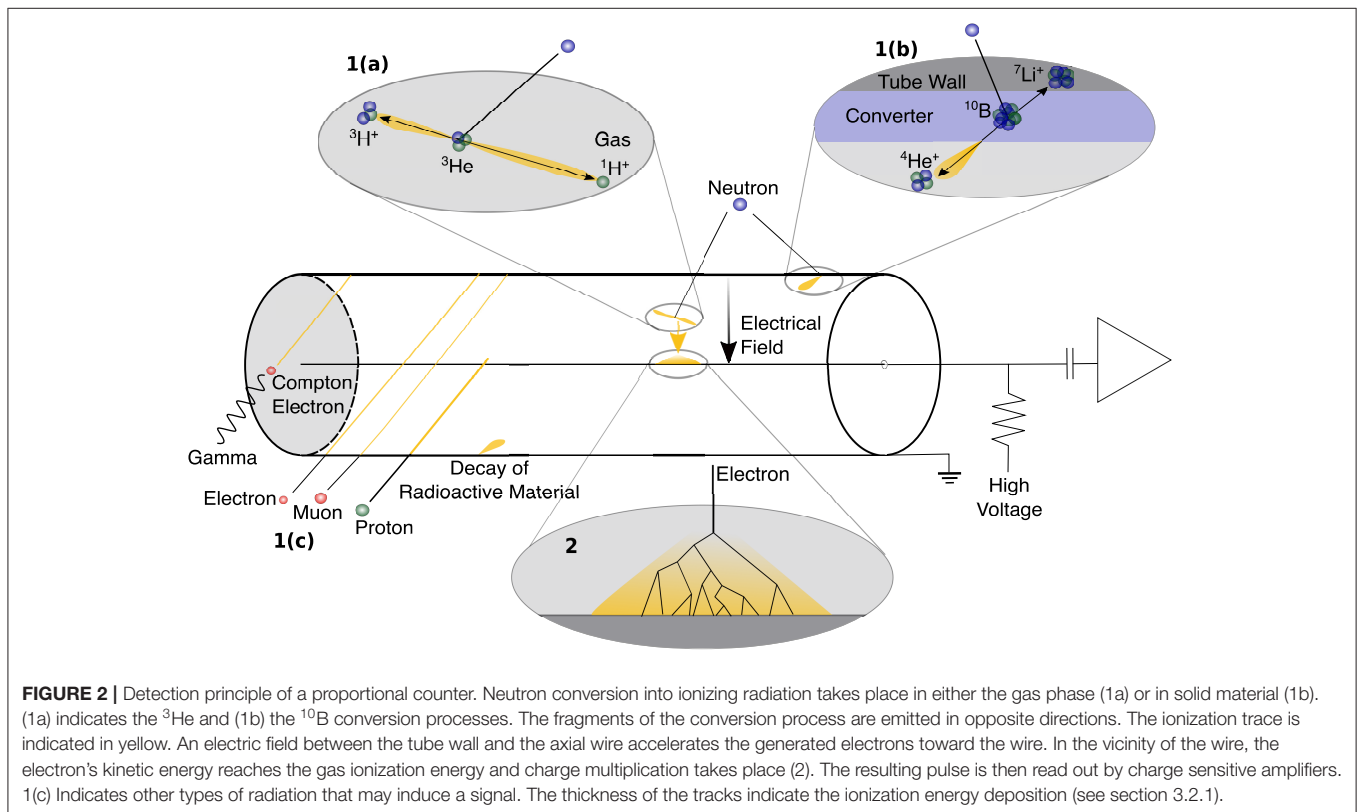 1(a)
³H⁺
³He
Gas
¹H⁺
1(b)
Tube Wall
⁷Li⁺
Converter
¹⁰B
⁴He⁺
Neutron
Electrical
Field
Compton
Electron
Gamma
Electron
Muon
Proton
1(c)
Decay of
Radioactive Material
Electron
High
Voltage
2
FIGURE 2 | Detection principle of a proportional counter. Neutron conversion into ionizing radiation takes place in either the gas phase (1a) or in solid material (1b).
(1a) indicates the ³He and (1b) the ¹⁰B conversion processes. The fragments of the conversion process are emitted in opposite directions. The ionization trace is
indicated in yellow. An electric field between the tube wall and the axial wire accelerates the generated electrons toward the wire. In the vicinity of the wire, the
electron's kinetic energy reaches the gas ionization energy and charge multiplication takes place (2). The resulting pulse is then read out by charge sensitive amplifiers.
1(c) Indicates other types of radiation that may induce a signal. The thickness of the tracks indicate the ionization energy deposition (see section 3.2.1).